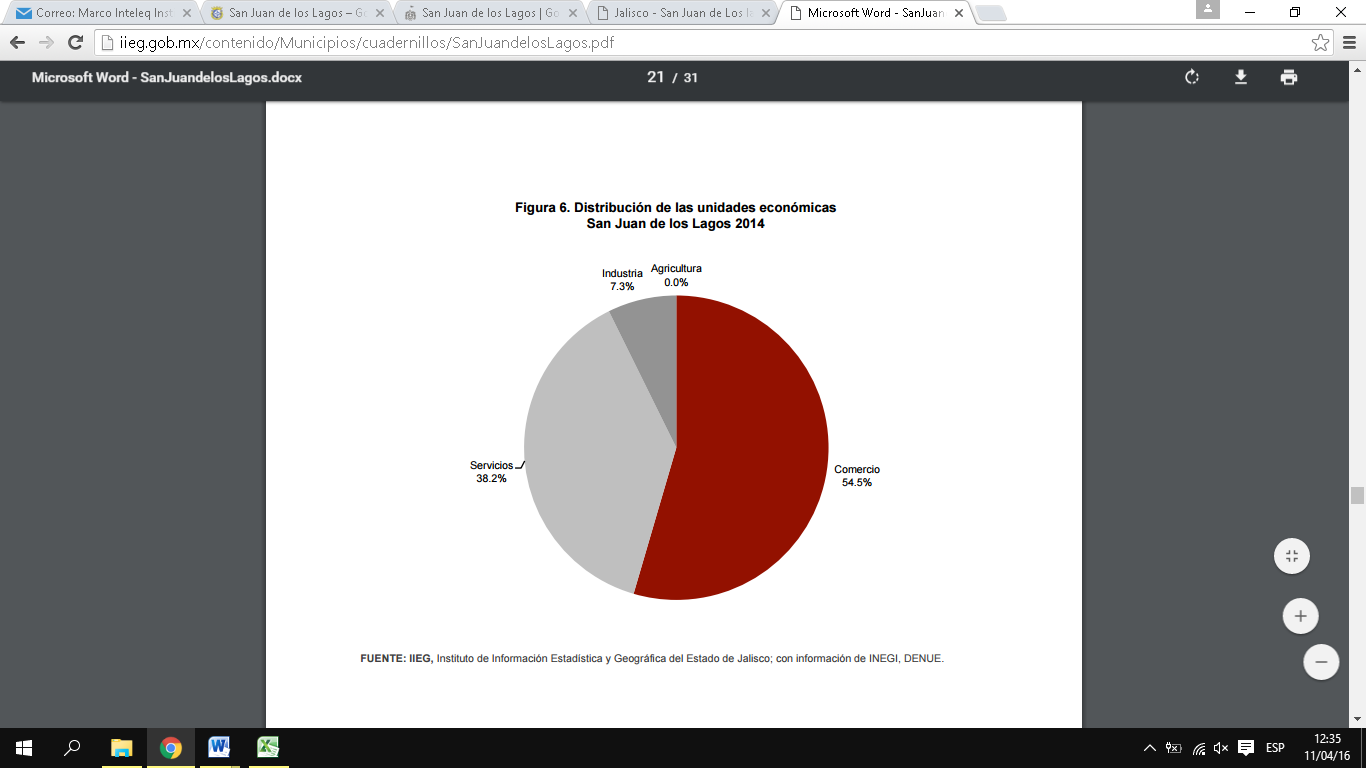 Correo: Marco Inteleq Inst
San Juan de los Lagos – Go
San Juan de los Lagos | Go
Jalisco - San Juan de Los l
Microsoft Word - SanJuan
iieg.gob.mx/contenido/Municipios/cuadernillos/SanJuandelosLagos.pdf
Microsoft Word - SanJuandelosLagos.docx
21 / 31
Figura 6. Distribución de las unidades económicas
San Juan de los Lagos 2014
Agricultura
0.0%
Industria
7.3%
Servicios
38.2%
Comercio
54.5%
FUENTE: IIEG, Instituto de Información Estadística y Geográfica del Estado de Jalisco; con información de INEGI, DENUE.
ESP
12:35
11/04/16